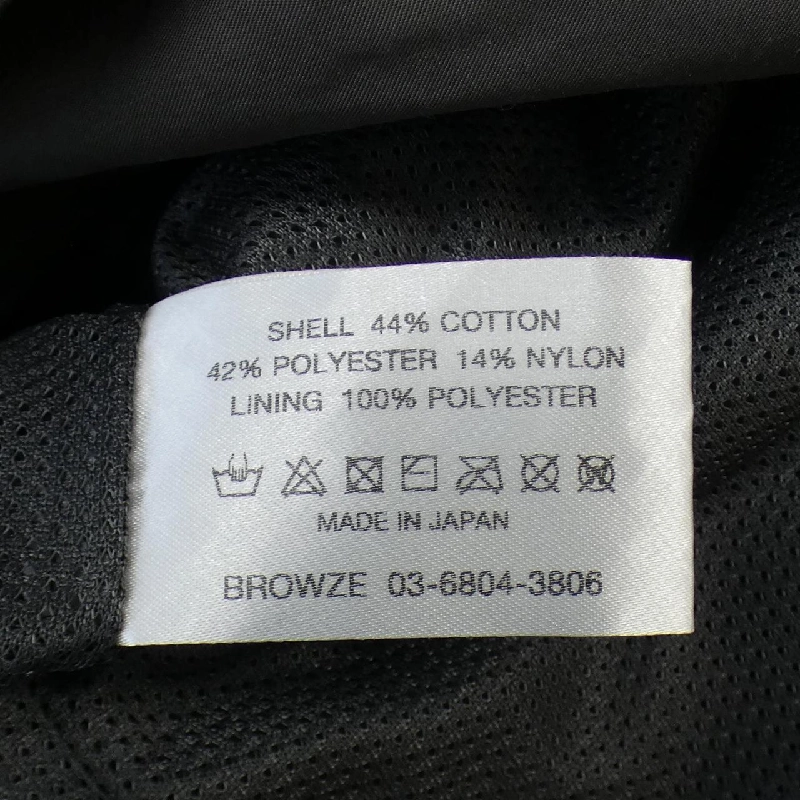 SHELL 44% COTTON
42% POLYESTER 14% NYLON
LINING 100% POLYESTER
MADE IN JAPAN
BROWZE 03-6804-3806